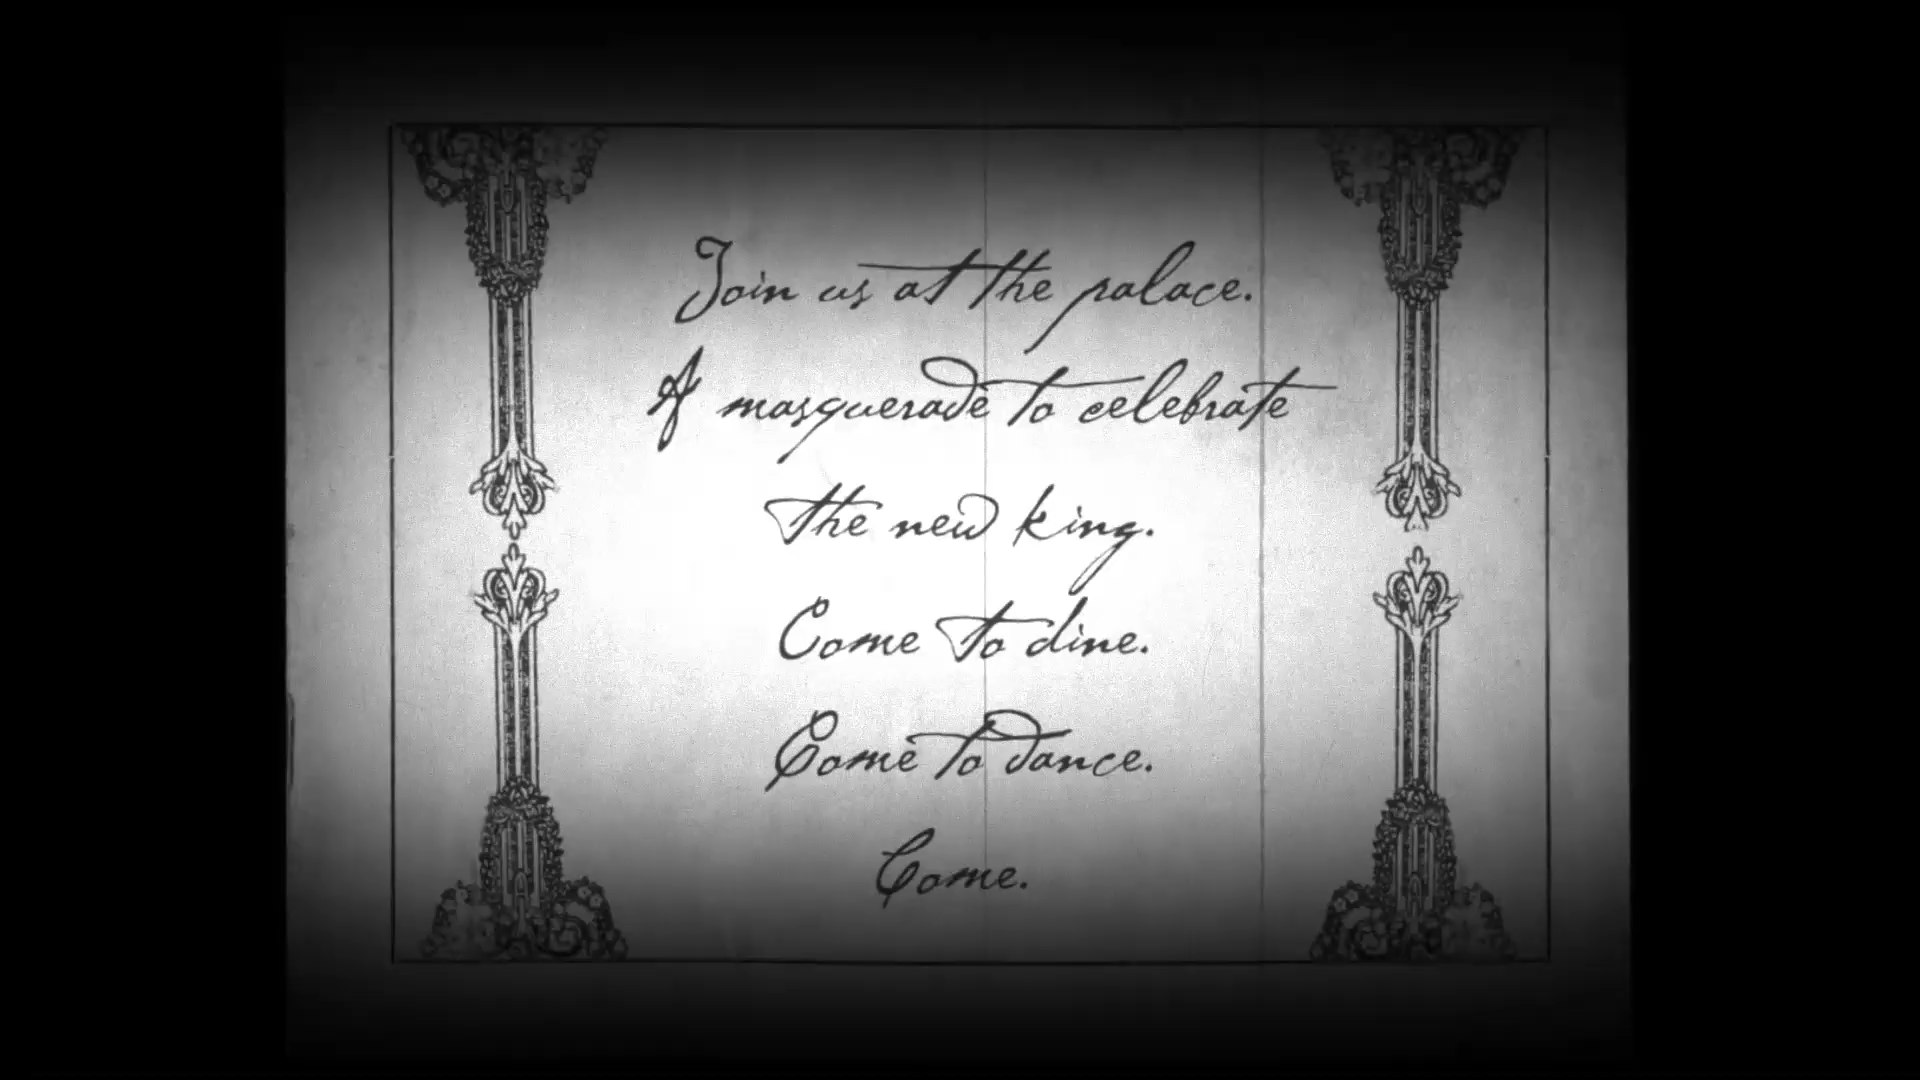 Join us at the palace.
A masquerade to celebrate
the new king.
Come to dine.
Come to dance.
Come.